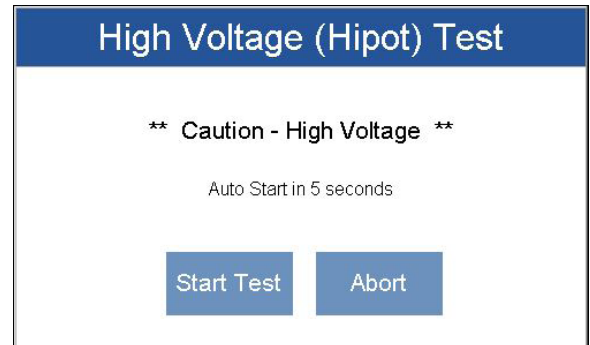 High Voltage (Hipot) Test
** Caution - High Voltage **
Auto Start in 5 seconds
Start Test Abort